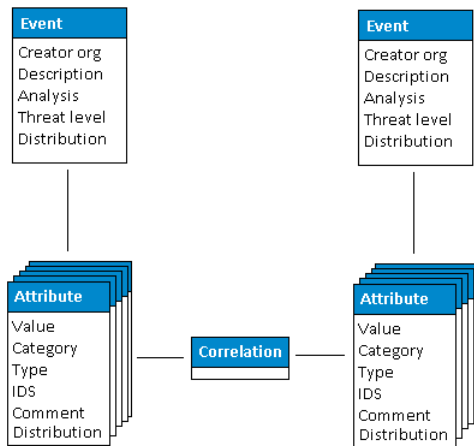 Event
Creator org
Description
Analysis
Threat level
Distribution
Event
Creator org
Description
Analysis
Threat level
Distribution
Attribute
Value
Category
Type
IDS
Comment
Distribution
Correlation
Attribute
Value
Category
Type
IDS
Comment
Distribution